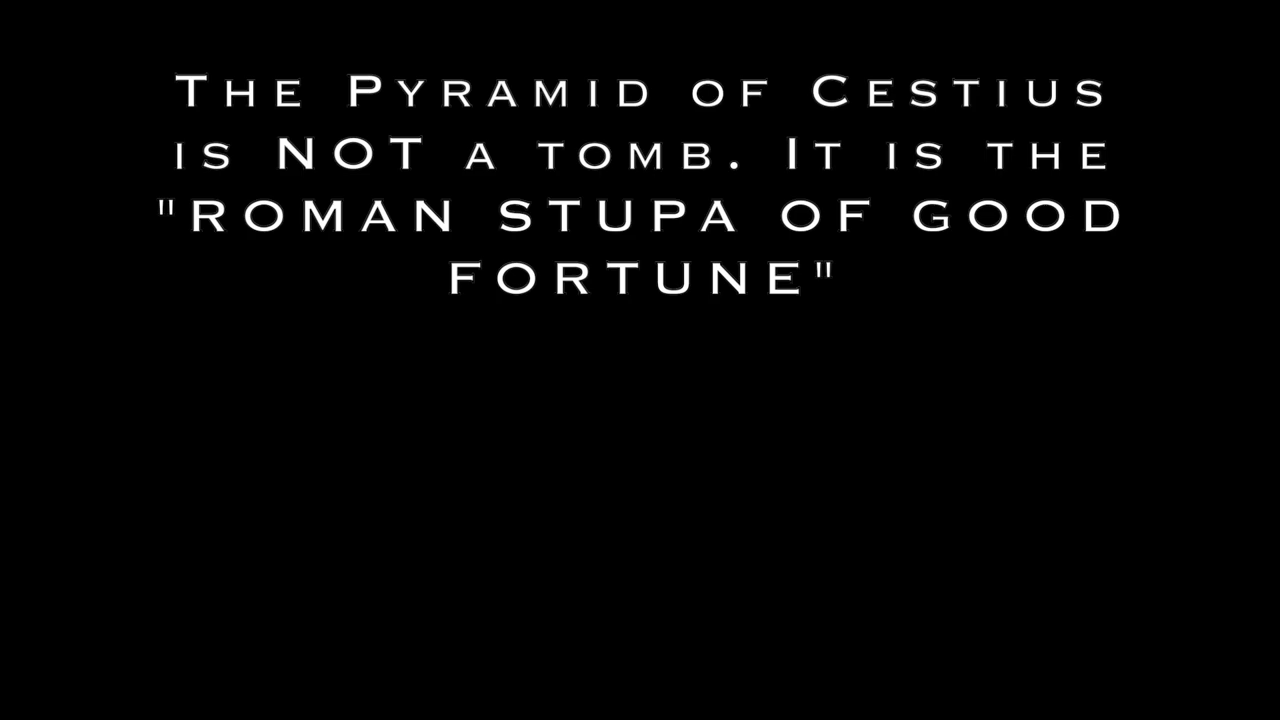 The Pyramid of Cestius
is NOT a tomb. It is the
"ROMAN STUPA OF GOOD
FORTUNE"